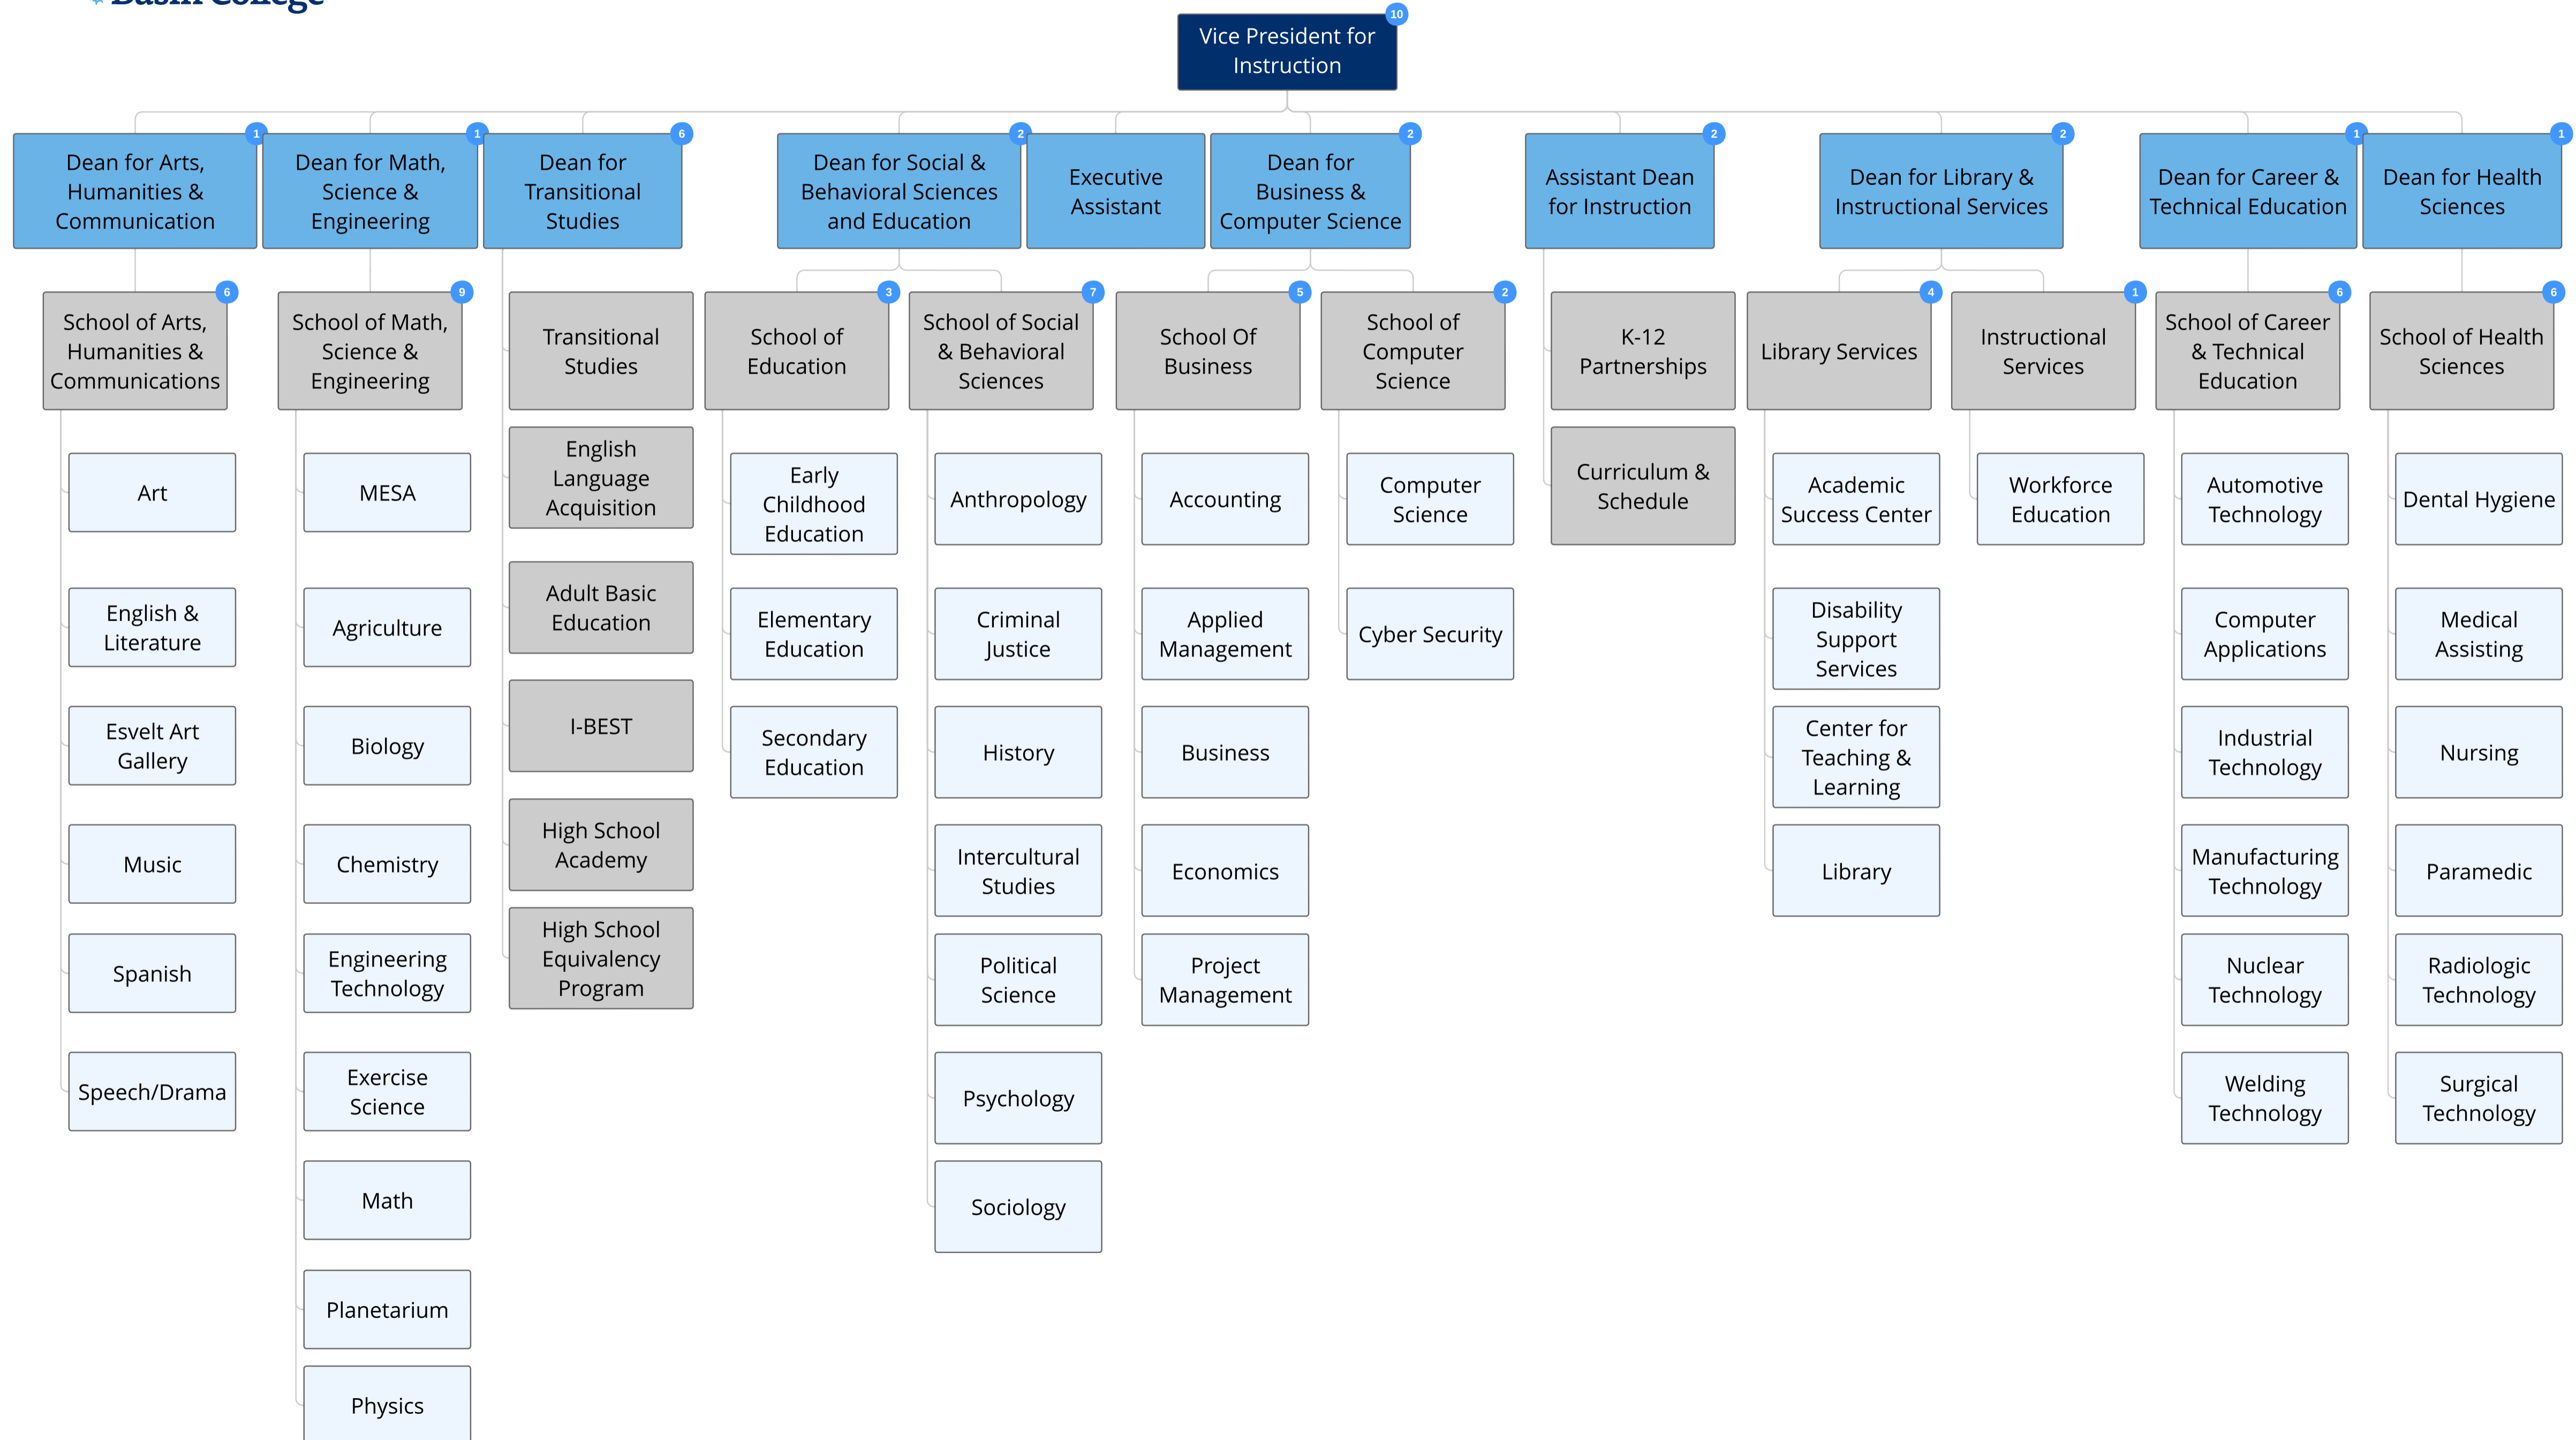 Basin College
10
Vice President for
Instruction
1
Dean for Arts,
Humanities &
Communication
1
Dean for Math,
Science &
Engineering
6
Dean for
Transitional
Studies
2
Dean for Social &
Behavioral Sciences
and Education
Executive
Assistant
2
Dean for
Business &
Computer Science
2
Assistant Dean
for Instruction
2
Dean for Library &
Instructional Services
1
Dean for Career &
Technical Education
1
Dean for Health
Sciences
6
School of Arts,
Humanities &
Communications
9
School of Math,
Science &
Engineering
Transitional
Studies
3
School of
Education
7
School of Social
& Behavioral
Sciences
5
School Of
Business
2
School of
Computer
Science
K-12
Partnerships
4
Library Services
1
Instructional
Services
6
School of Career
& Technical
Education
6
School of Health
Sciences
Art
English &
Literature
Esvelt Art
Gallery
Music
Spanish
Speech/Drama
MESA
Agriculture
Biology
Chemistry
Engineering
Technology
Exercise
Science
Math
Planetarium
Physics
English
Language
Acquisition
Adult Basic
Education
I-BEST
High School
Academy
High School
Equivalency
Program
Early
Childhood
Education
Elementary
Education
Secondary
Education
Anthropology
Criminal
Justice
History
Intercultural
Studies
Political
Science
Psychology
Sociology
Accounting
Applied
Management
Business
Economics
Project
Management
Computer
Science
Cyber Security
Curriculum &
Schedule
Academic
Success Center
Disability
Support
Services
Center for
Teaching &
Learning
Library
Workforce
Education
Automotive
Technology
Computer
Applications
Industrial
Technology
Manufacturing
Technology
Nuclear
Technology
Welding
Technology
Dental Hygiene
Medical
Assisting
Nursing
Paramedic
Radiologic
Technology
Surgical
Technology